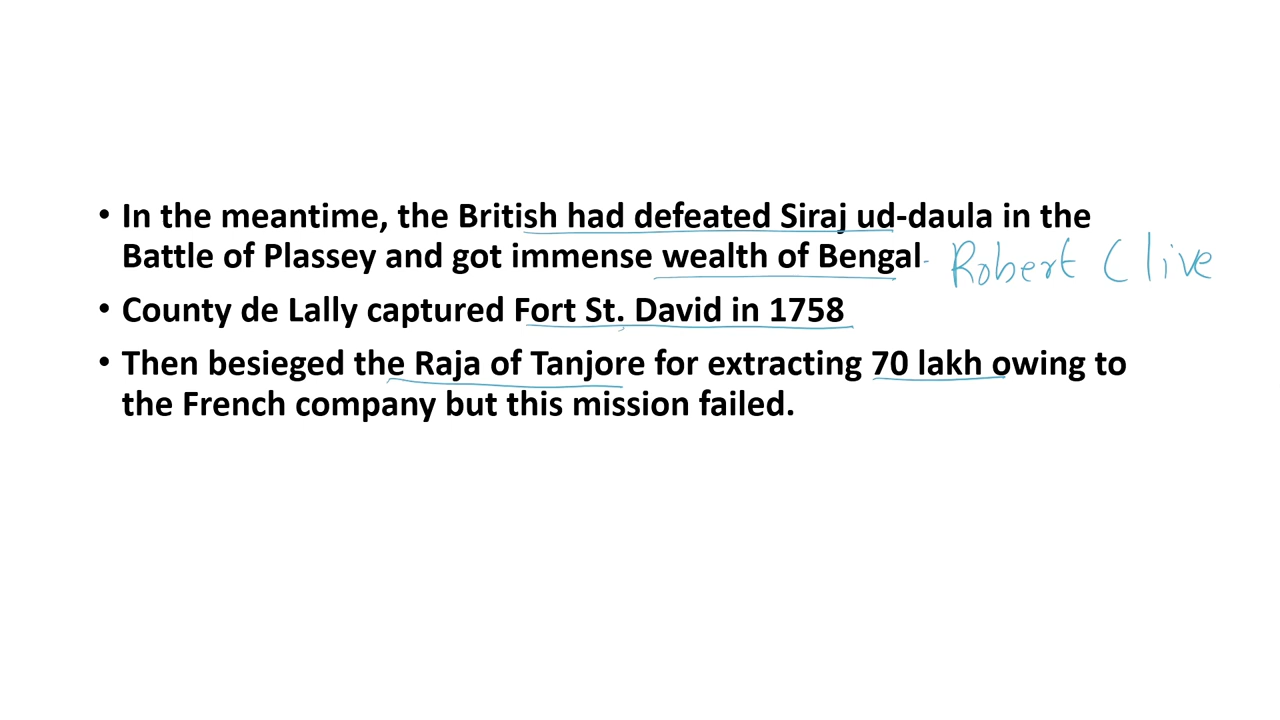 • In the meantime, the British had defeated Siraj ud-daula in the
Battle of Plassey and got immense wealth of Bengal - Robert Clive
• County de Lally captured Fort St. David in 1758
• Then besieged the Raja of Tanjore for extracting 70 lakh owing to
the French company but this mission failed.